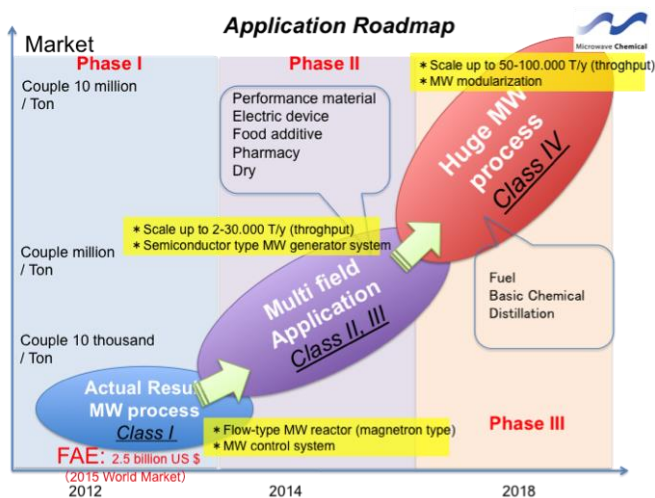 Application Roadmap
Microwave Chemical
Market
Phase I
Phase II
* Scale up to 50-100.000 T/y (throghput)
* MW modularization
Couple 10 million
/ Ton
Performance material
Electric device
Food additive
Pharmacy
Dry
Huge MW
process
Class IV
* Scale up to 2-30.000 T/y (throghput)
* Semiconductor type MW generator system
Couple million
/ Ton
Multi field
Application
Class II, III
Fuel
Basic Chemical
Distillation
Couple 10 thousand
/ Ton
Actual Resu
MW process
Class I
* Flow-type MW reactor (magnetron type)
* MW control system
Phase III
FAE: 2.5 billion US $
(2015 World Market)
2012
2014
2018